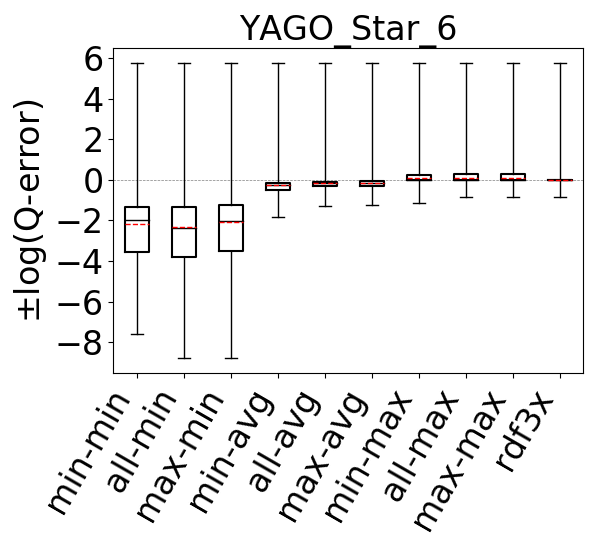 YAGO_Star_6
±log(Q-error)
6
4
2
0
−2
−4
−6
−8
min-min
all-min
max-min
min-avg
all-avg
max-avg
min-max
all-max
max-max
rdf3x